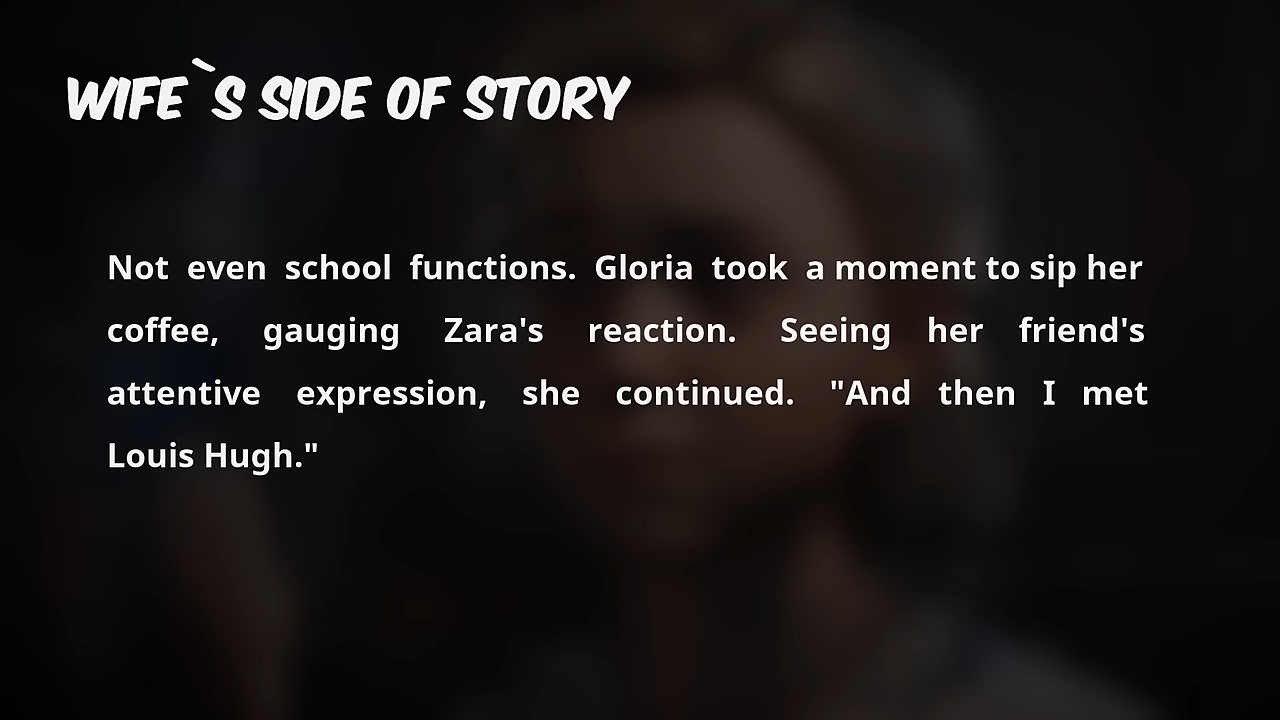 WIFE`S SIDE OF STORY
Not even school functions. Gloria took a moment to sip her
coffee, gauging Zara's reaction. Seeing her friend's
attentive expression, she continued. "And then I met
Louis Hugh."